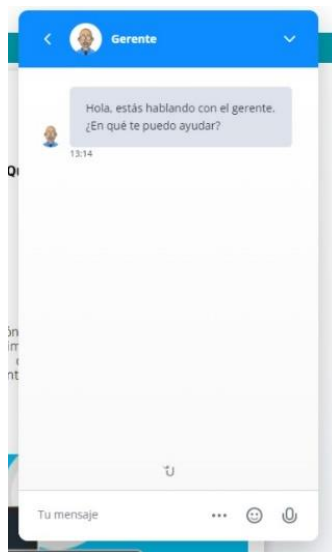 Gerente
Hola, estás hablando con el gerente.
¿En qué te puedo ayudar?
13:14
Tu mensaje